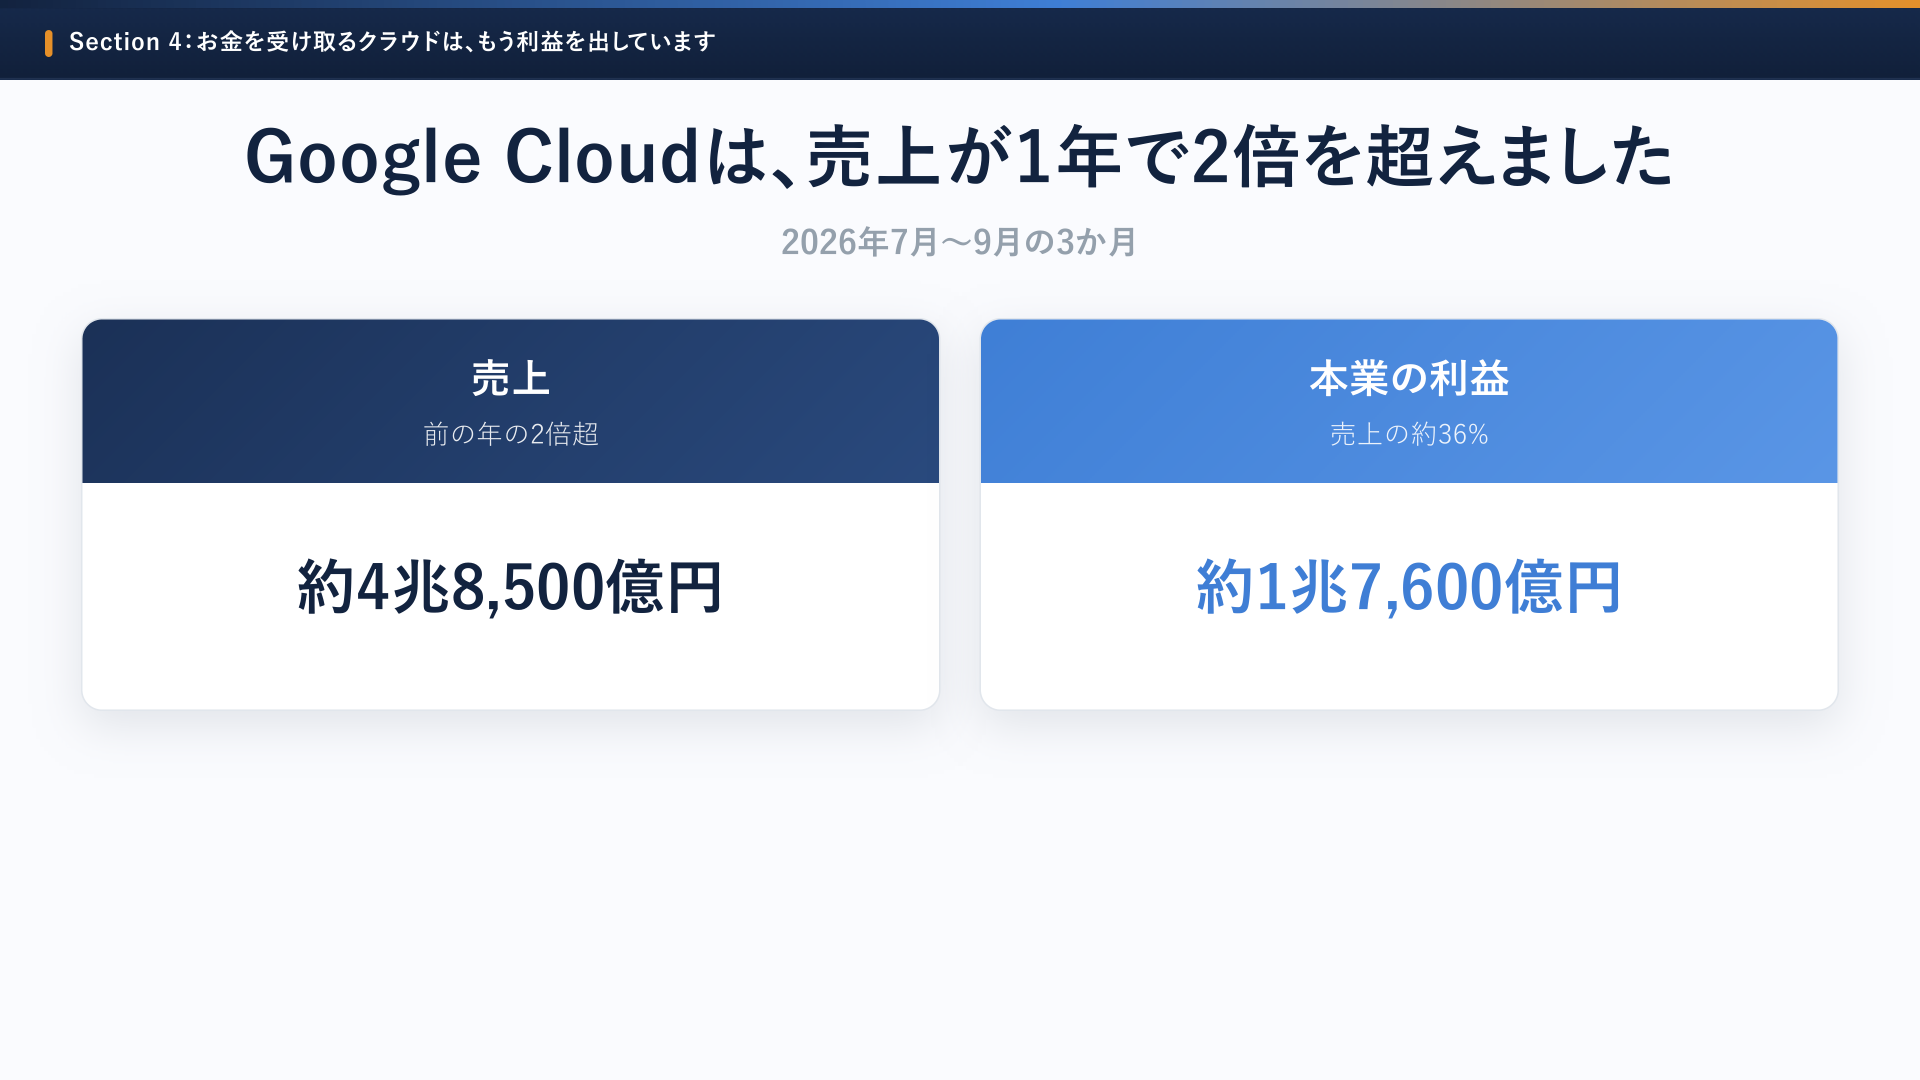 Section 4：お金を受け取るクラウドは、もう利益を出しています
Google Cloudは、売上が1年で2倍を超えました
2026年7月〜9月の3か月
売上
前の年の2倍超
約4兆8,500億円
本業の利益
売上の約36%
約1兆7,600億円